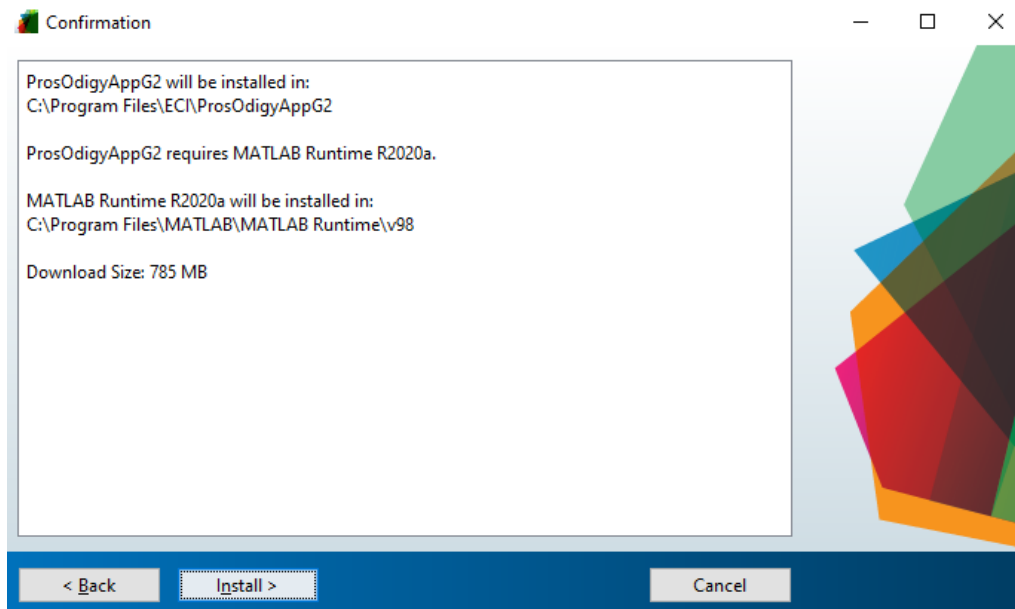 Confirmation
ProsOdigyAppG2 will be installed in:
C:\Program Files\ECI\ProsOdigyAppG2
ProsOdigyAppG2 requires MATLAB Runtime R2020a.
MATLAB Runtime R2020a will be installed in:
C:\Program Files\MATLAB\MATLAB Runtime\v98
Download Size: 785 MB
< Back
Install >
Cancel